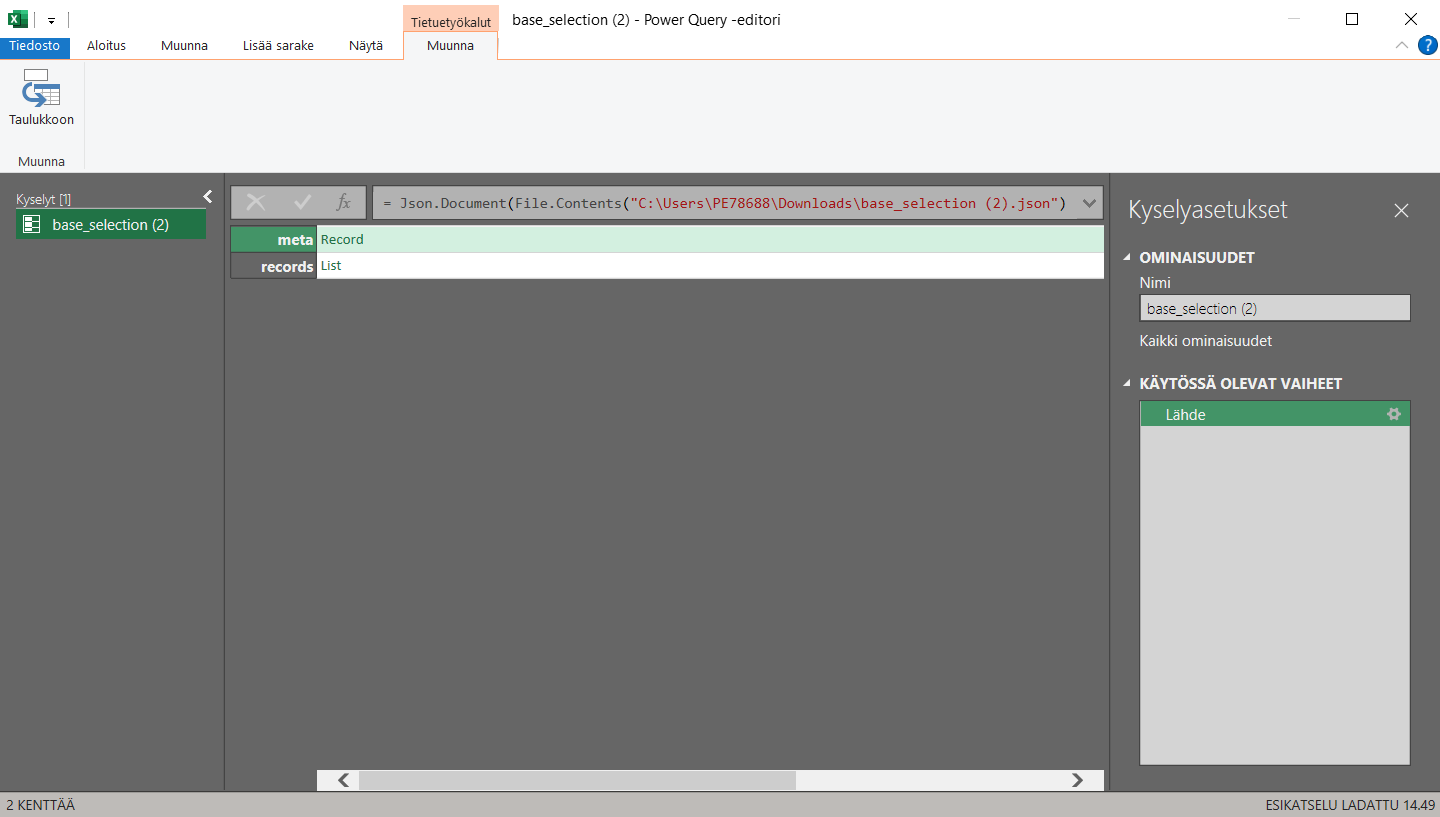 Tietuetyökalut
base_selection (2) - Power Query -editori
Tiedosto
Aloitus
Muunna
Lisää sarake
Näytä
Muunna
?
Taulukkoon
Muunna
Kyselyt [1]
base_selection (2)
fx
= Json.Document(File.Contents("C:\Users\PE78688\Downloads\base_selection (2).json")
meta Record
records List
Kyselyasetukset
OMINAISUUDET
Nimi
base_selection (2)
Kaikki ominaisuudet
KÄYTÖSSÄ OLEVAT VAIHEET
Lähde
2 KENTTÄÄ
ESIKATSELU LADATTU 14.49